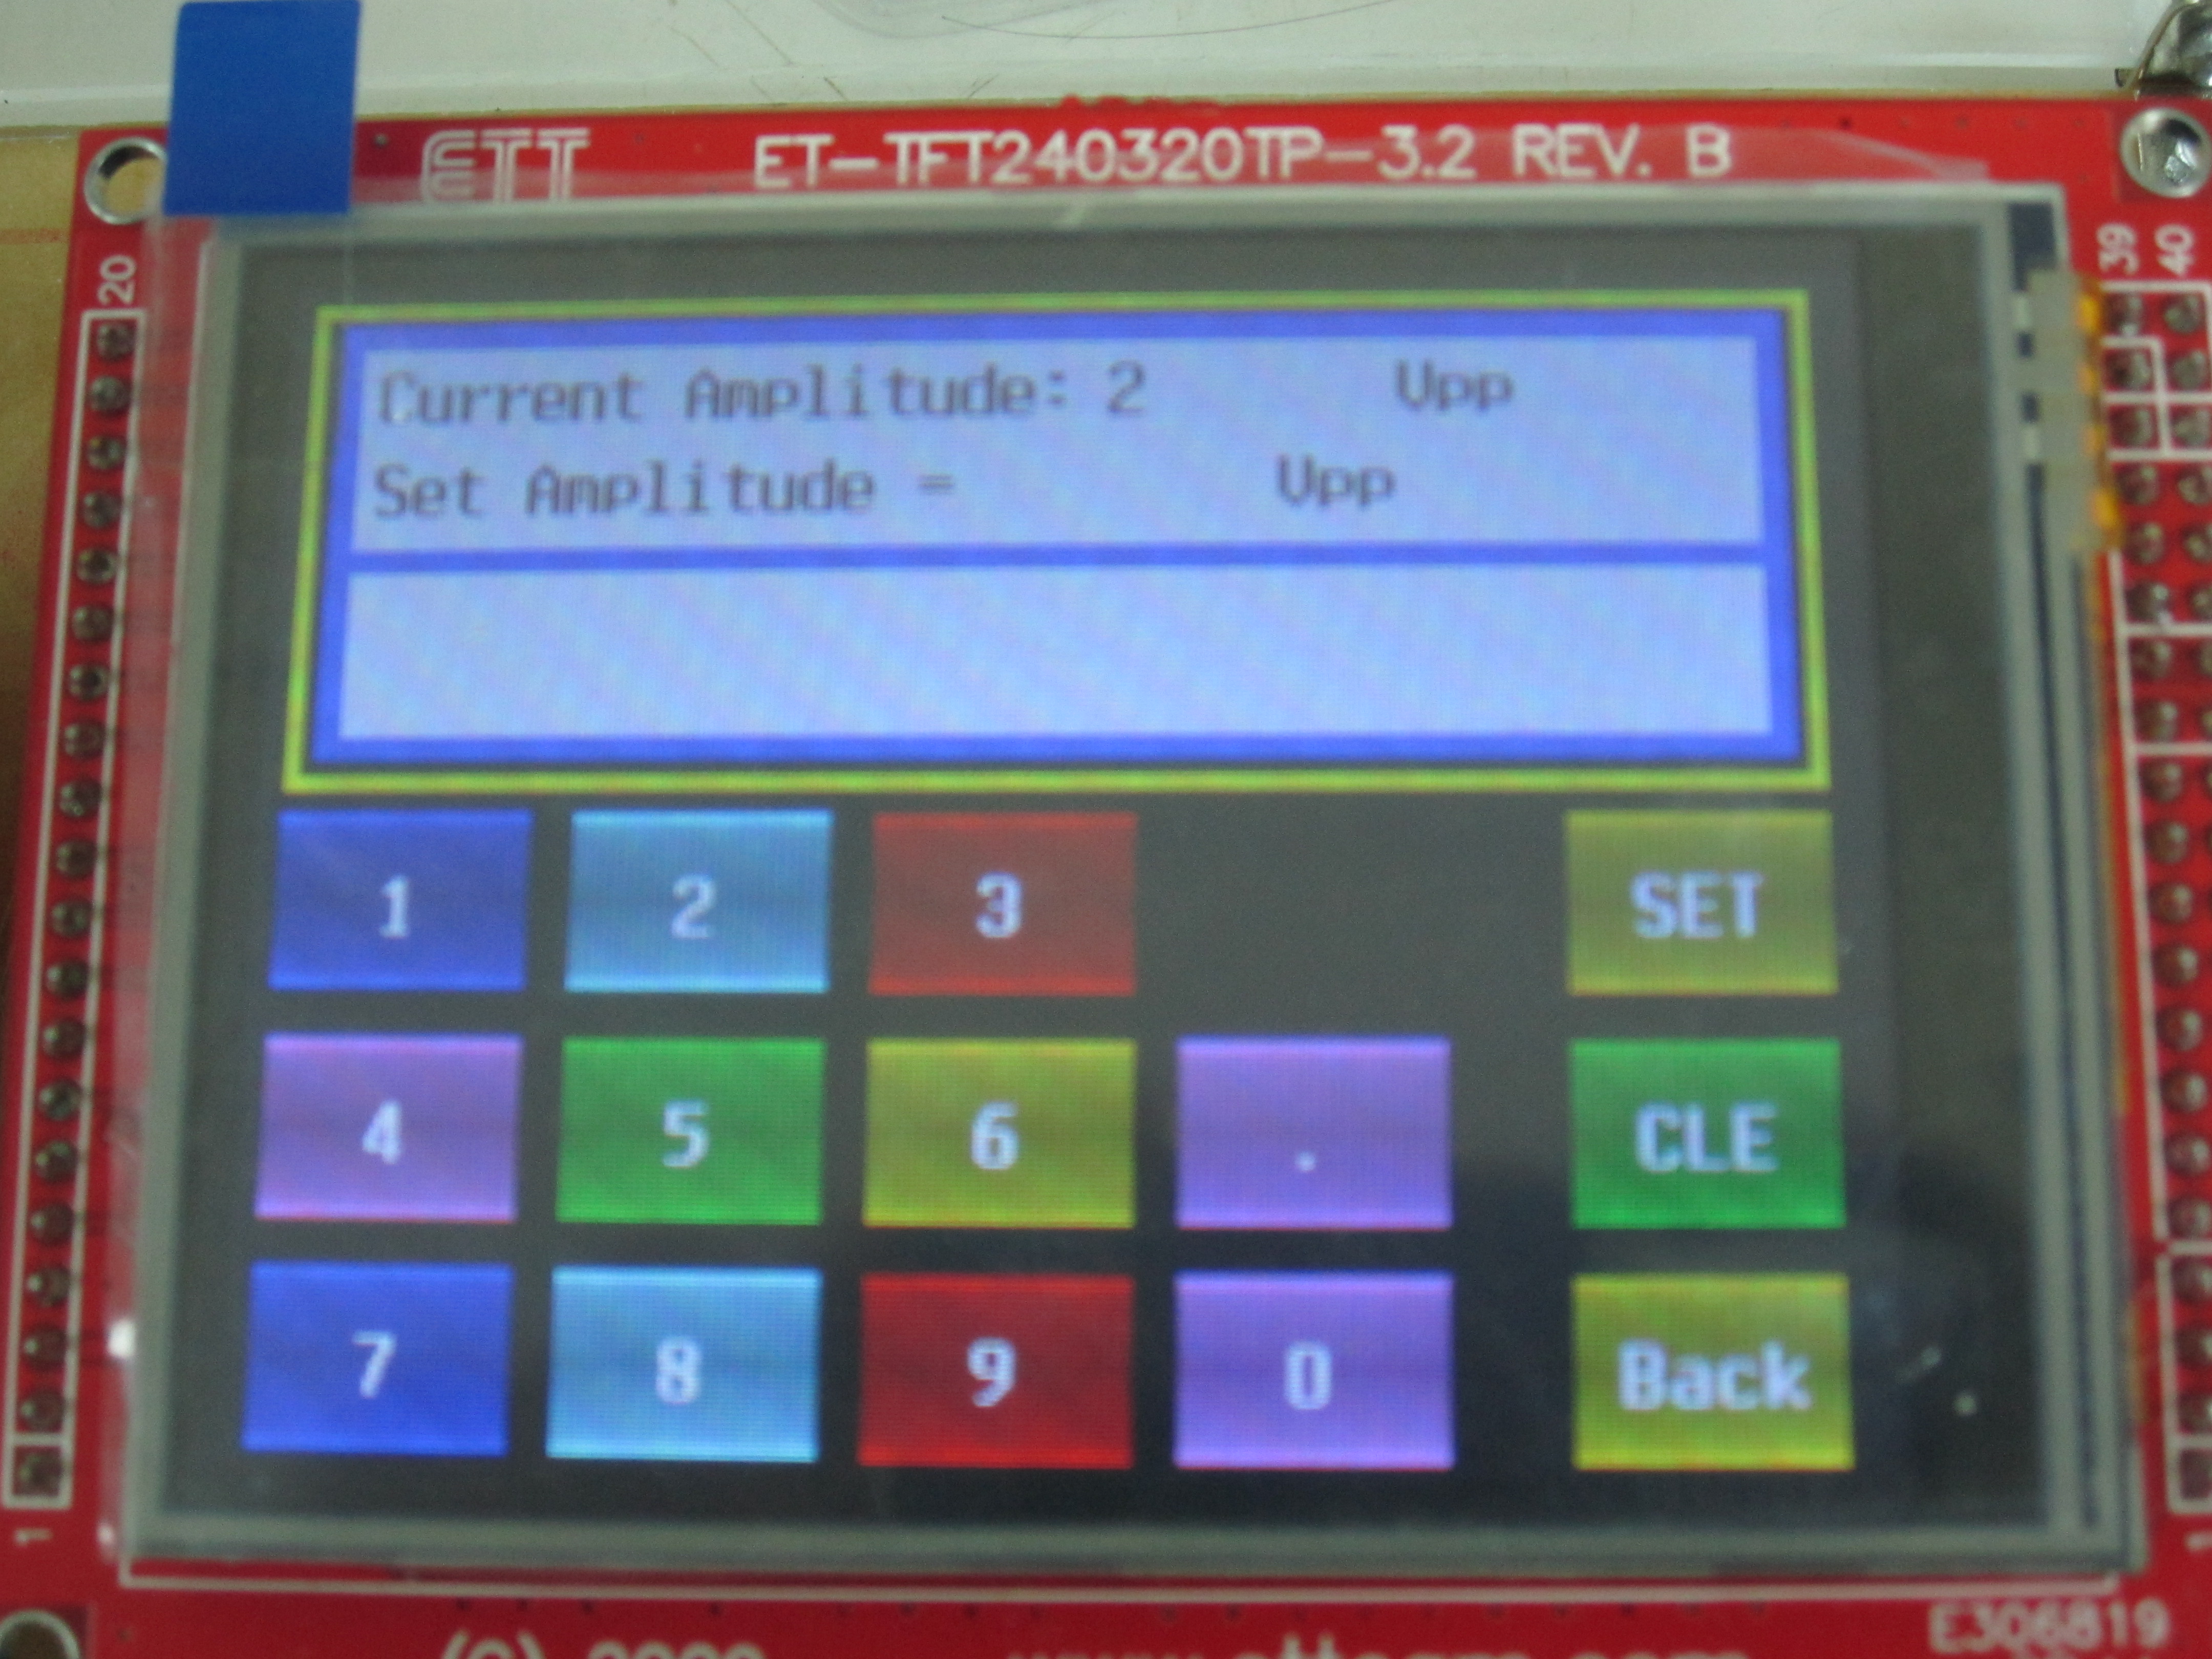 ETT ET-TFT240320TP-3.2 REV. B
20
39 40
Current Amplitude: 2 Vpp
Set Amplitude = Vpp
1 2 3 SET
4 5 6 . CLE
7 8 9 0 Back
1
E306819